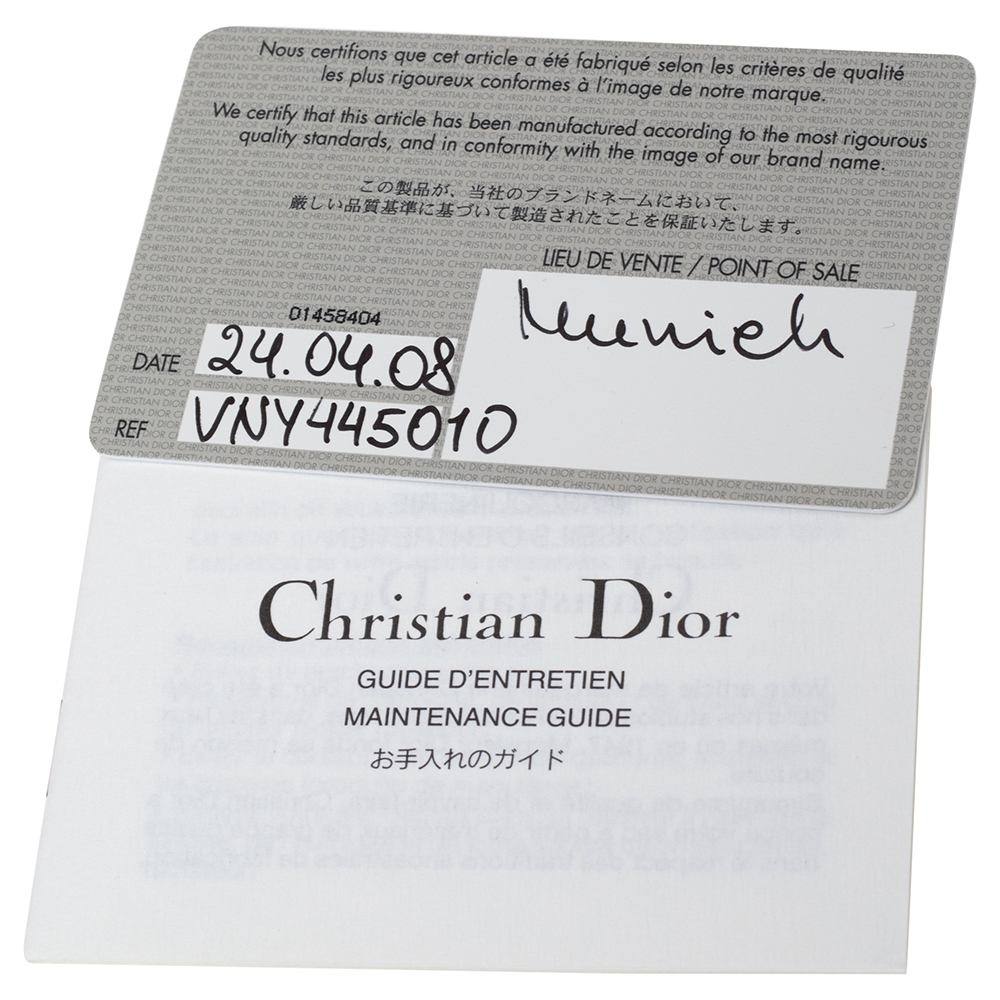 Nous certifions que cet article a été fabriqué selon les critères de qualité
les plus rigoureux conformes à l'image de notre marque.
We certify that this article has been manufactured according to the most rigourous
quality standards, and in conformity with the image of our brand name.
この製品が、当社のブランドネームにおいて、
厳しい品質基準に基づいて製造されたことを保証いたします。
LIEU DE VENTE / POINT OF SALE
Munich
01458404
DATE 24.04.08
REF VNY445010
Christian Dior
GUIDE D'ENTRETIEN
MAINTENANCE GUIDE
お手入れのガイド